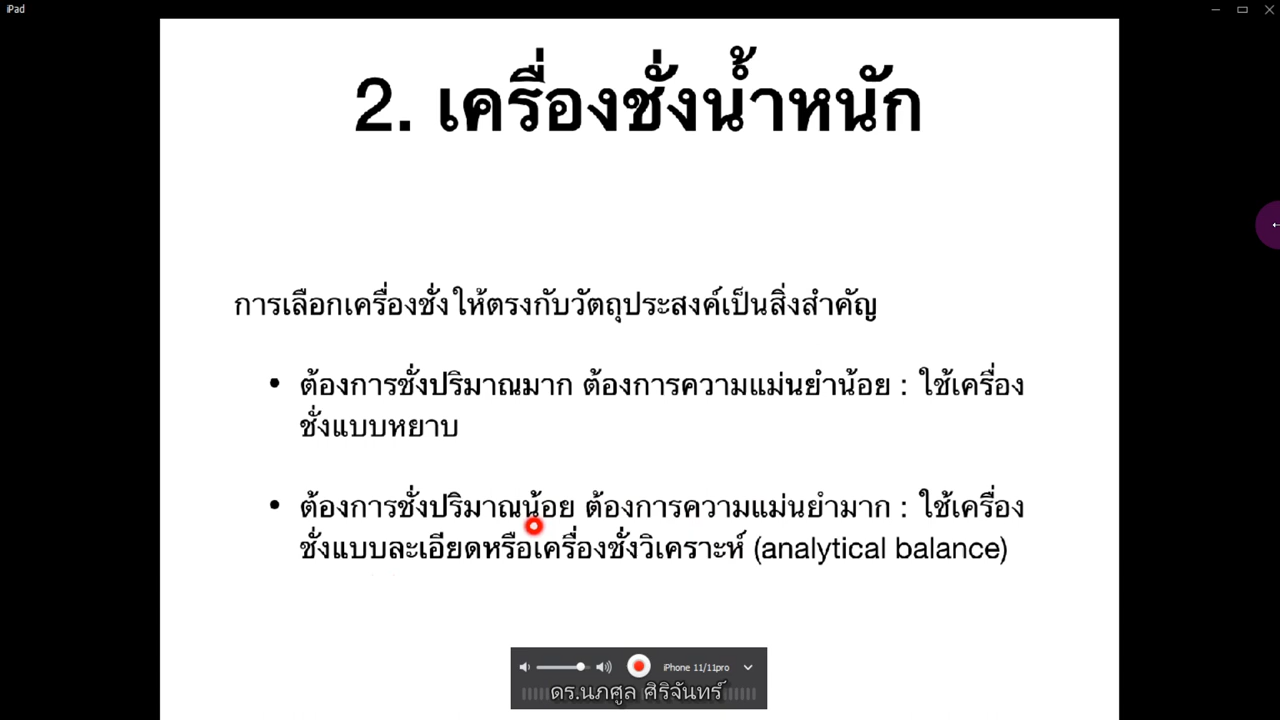 iPad
2. เครื่องชั่งน้ำหนัก
การเลือกเครื่องชั่งให้ตรงกับวัตถุประสงค์เป็นสิ่งสำคัญ
• ต้องการชั่งปริมาณมาก ต้องการความแม่นยำน้อย : ใช้เครื่อง
ชั่งแบบหยาบ
• ต้องการชั่งปริมาณน้อย ต้องการความแม่นยำมาก : ใช้เครื่อง
ชั่งแบบละเอียดหรือเครื่องชั่งวิเคราะห์ (analytical balance)
iPhone 11/11pro
ดร.นภศูล ศิริจันทร์